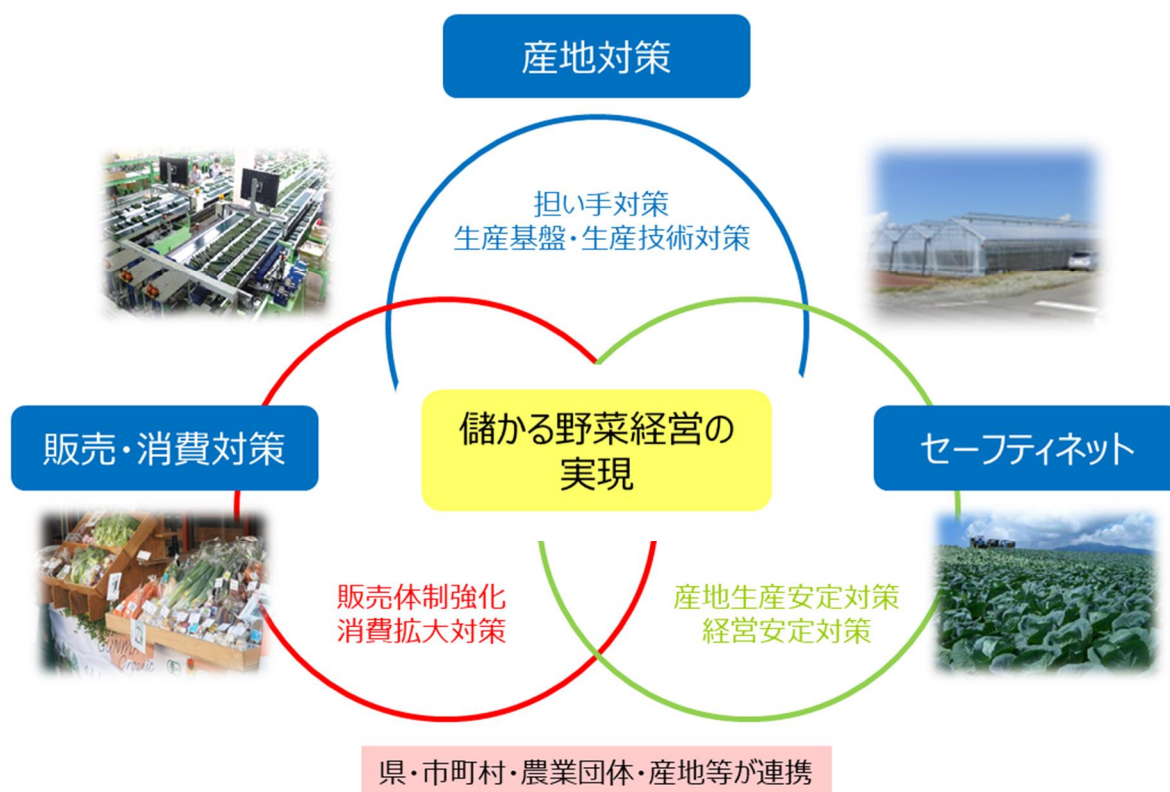 産地対策
担い手対策
生産基盤・生産技術対策
販売・消費対策
儲かる野菜経営の
実現
セーフティネット
販売体制強化
消費拡大対策
産地生産安定対策
経営安定対策
GUNMA
Organic
県・市町村・農業団体・産地等が連携